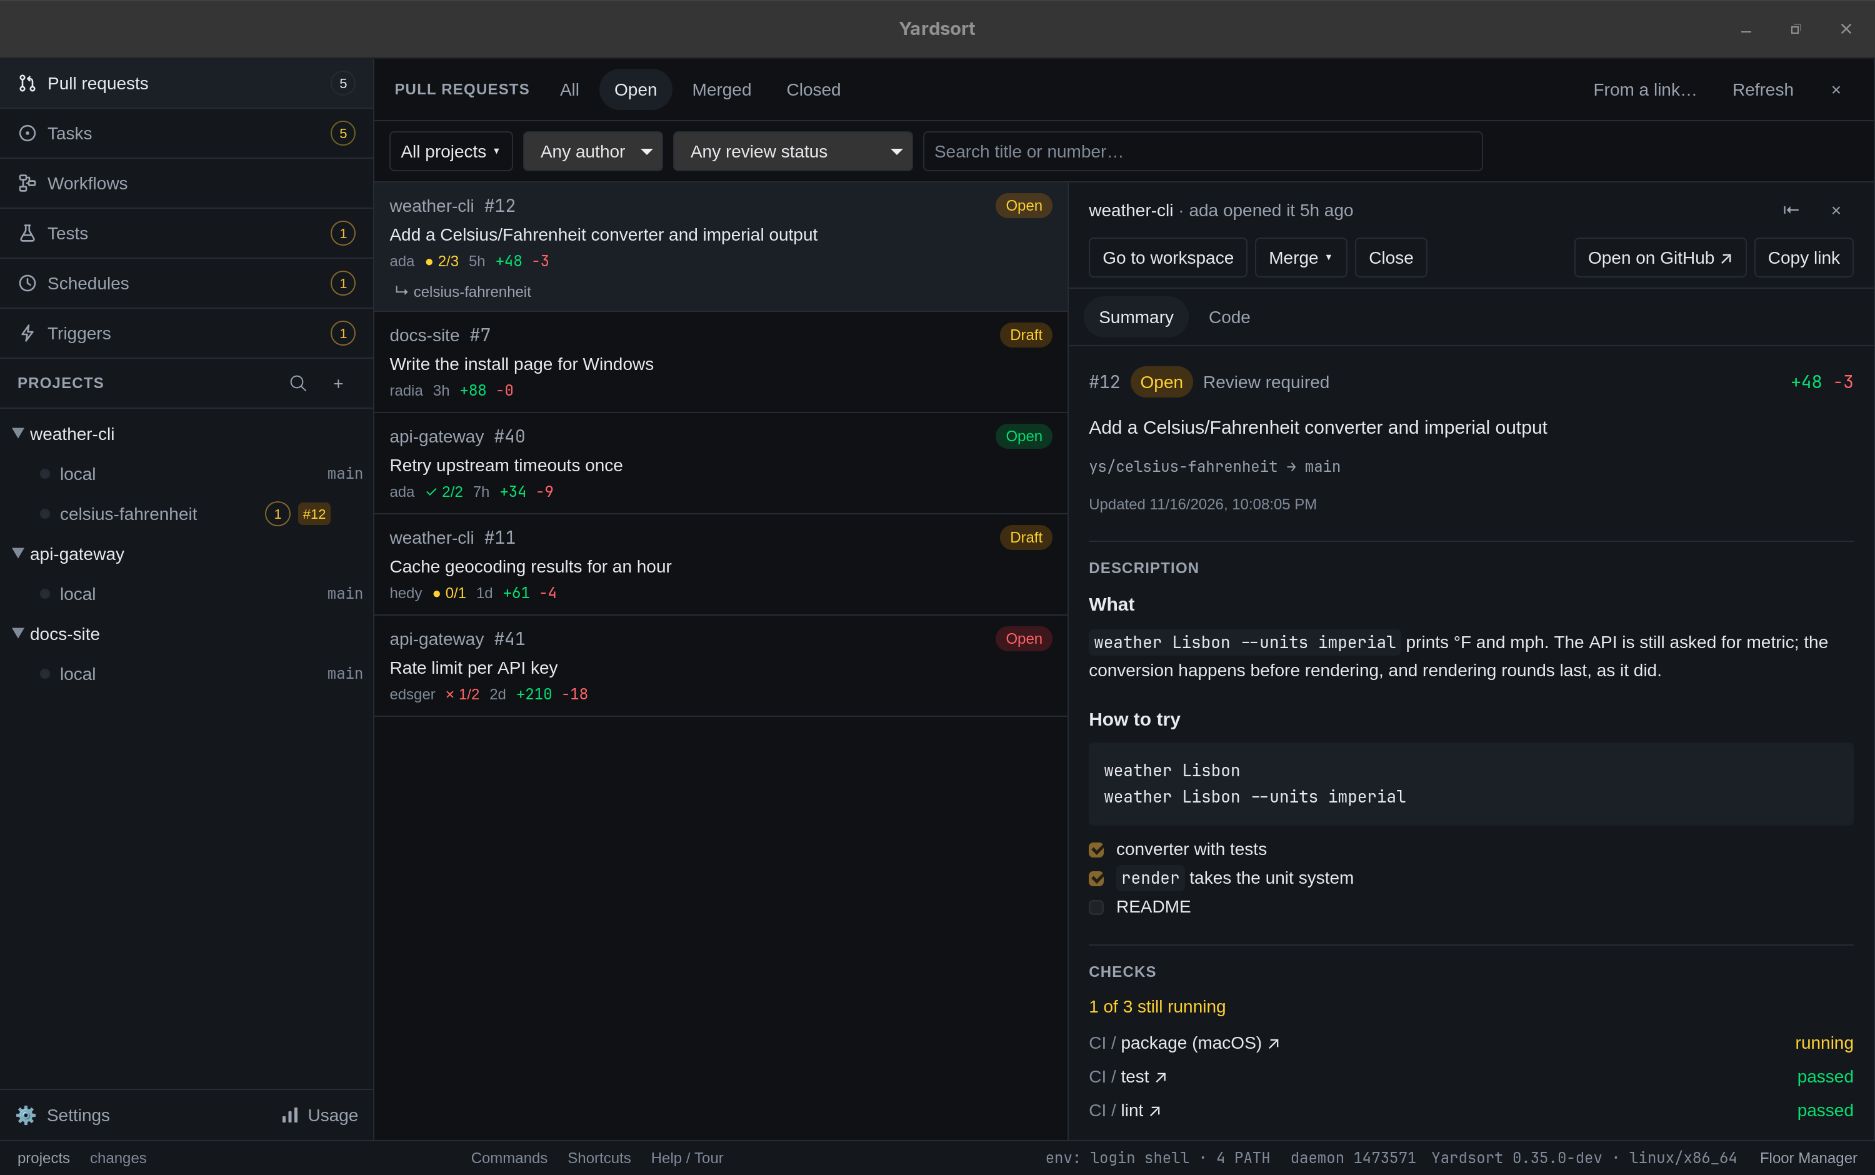 Yardsort
Pull requests 5
Tasks 5
Workflows
Tests 1
Schedules 1
Triggers 1
PROJECTS +
weather-cli
local main
celsius-fahrenheit 1 #12
api-gateway
local main
docs-site
local main
Settings Usage
PULL REQUESTS All Open Merged Closed From a link… Refresh ×
All projects ▾ Any author Any review status Search title or number…
weather-cli #12 Open
Add a Celsius/Fahrenheit converter and imperial output
ada ● 2/3 5h +48 -3
celsius-fahrenheit
docs-site #7 Draft
Write the install page for Windows
radia 3h +88 -0
api-gateway #40 Open
Retry upstream timeouts once
ada ✓ 2/2 7h +34 -9
weather-cli #11 Draft
Cache geocoding results for an hour
hedy ● 0/1 1d +61 -4
api-gateway #41 Open
Rate limit per API key
edsger × 1/2 2d +210 -18
weather-cli · ada opened it 5h ago ×
Go to workspace Merge ▾ Close Open on GitHub ↗ Copy link
Summary Code
#12 Open Review required +48 -3
Add a Celsius/Fahrenheit converter and imperial output
ys/celsius-fahrenheit → main
Updated 11/16/2026, 10:08:05 PM
DESCRIPTION
What
weather Lisbon --units imperial prints °F and mph. The API is still asked for metric; the
conversion happens before rendering, and rendering rounds last, as it did.
How to try
weather Lisbon
weather Lisbon --units imperial
converter with tests
render takes the unit system
README
CHECKS
1 of 3 still running
CI / package (macOS) ↗ running
CI / test ↗ passed
CI / lint ↗ passed
projects changes Commands Shortcuts Help / Tour env: login shell · 4 PATH daemon 1473571 Yardsort 0.35.0-dev · linux/x86_64 Floor Manager